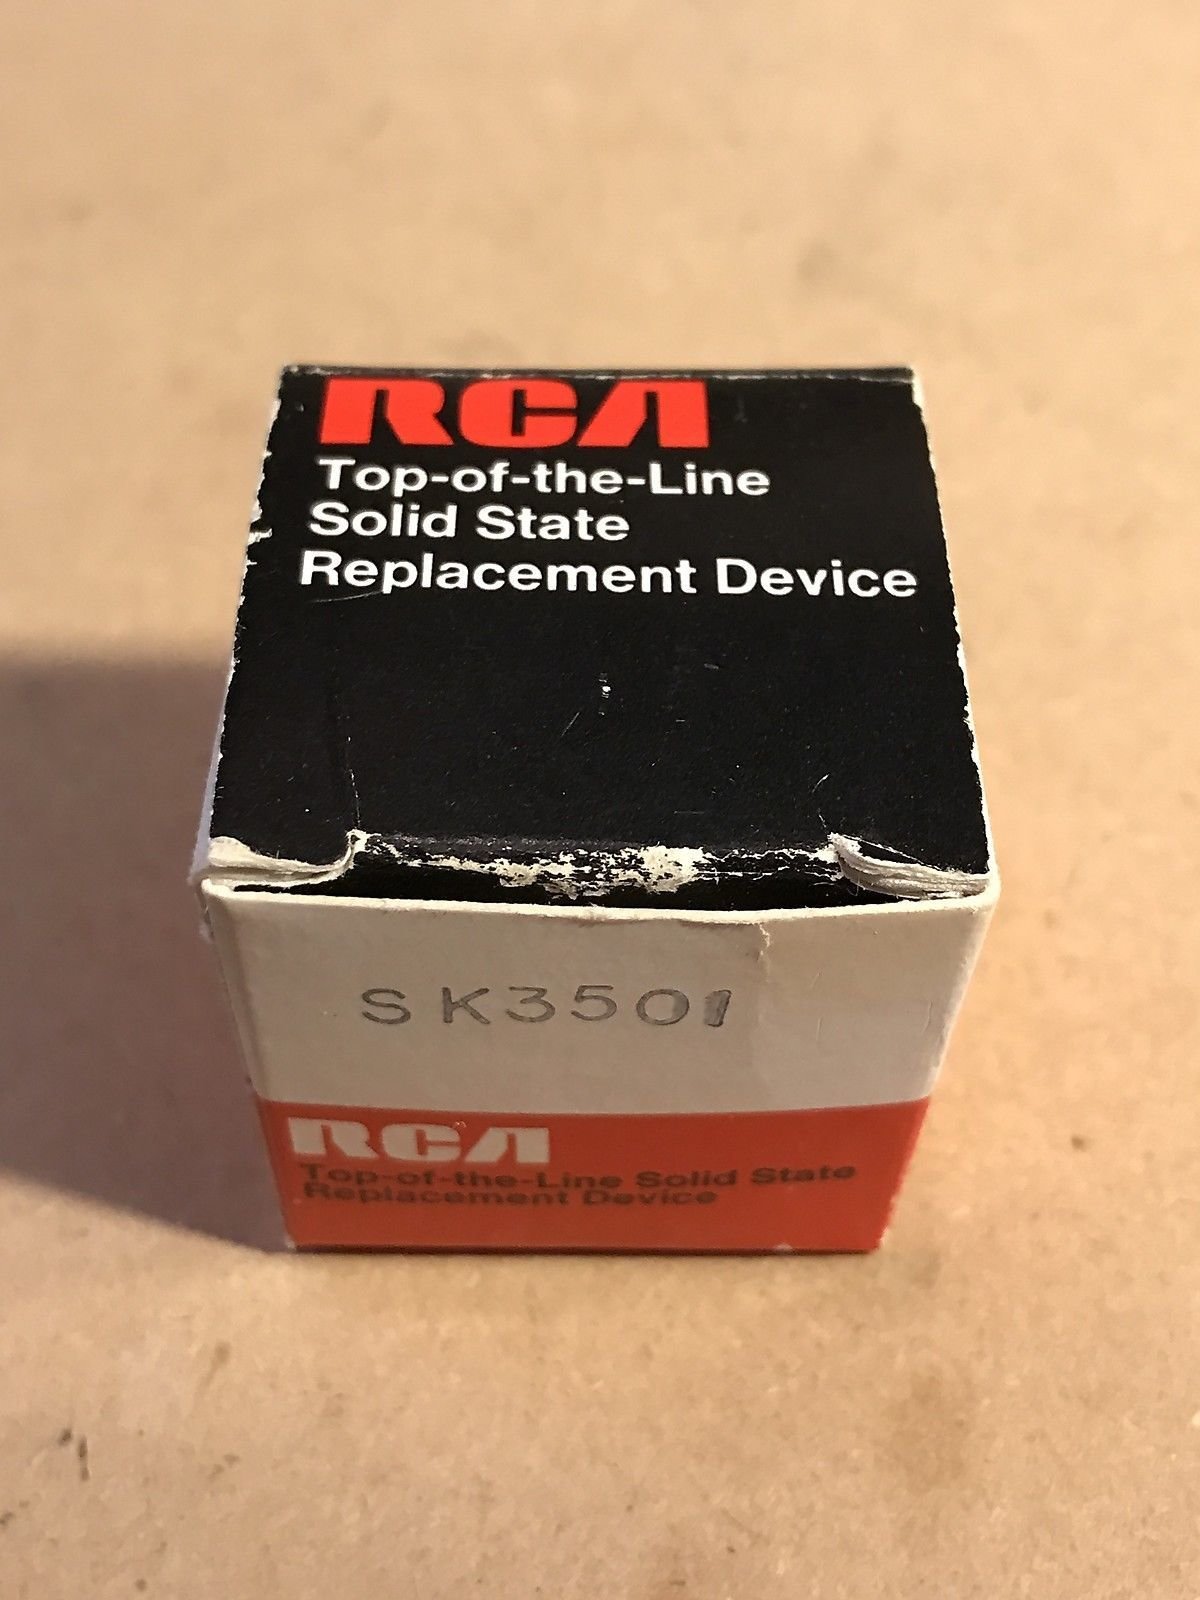 RCA
Top-of-the-Line
Solid State
Replacement Device
SK3501
RCA
Top-of-the-Line Solid State
Replacement Device